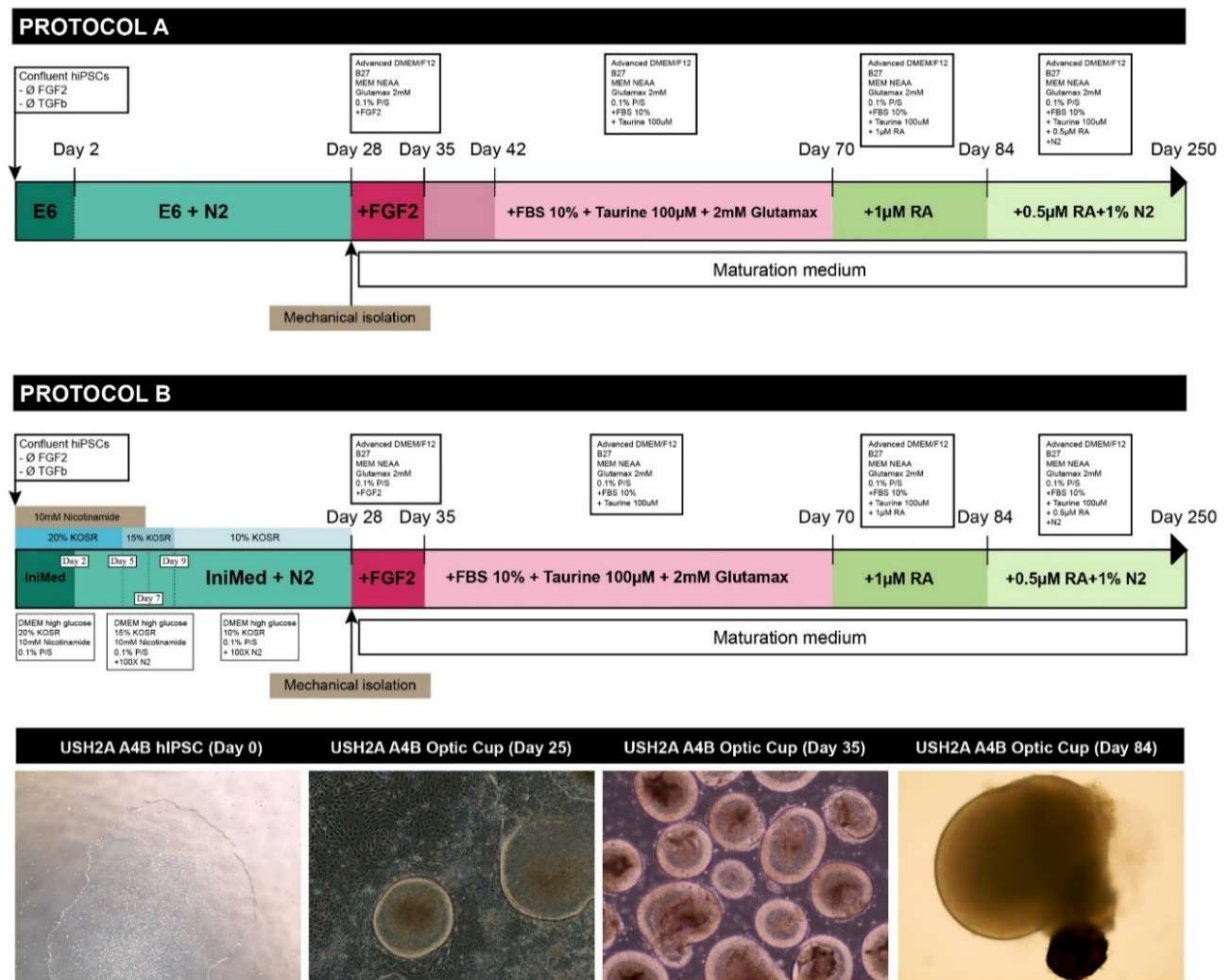 PROTOCOL A
Confluent hiPSCs
- Ø FGF2
- Ø TGFb
Advanced DMEM/F12
B27
MEM NEAA
Glutamax 2mM
0.1% P/S
+FGF2
Advanced DMEM/F12
B27
MEM NEAA
Glutamax 2mM
0.1% P/S
+FBS 10%
+ Taurine 100uM
Advanced DMEM/F12
B27
MEM NEAA
Glutamax 2mM
0.1% P/S
+FBS 10%
+ Taurine 100uM
+ 1µM RA
Advanced DMEM/F12
B27
MEM NEAA
Glutamax 2mM
0.1% P/S
+FBS 10%
+ Taurine 100uM
+ 0.5µM RA
+N2
Day 2
Day 28
Day 35
Day 42
Day 70
Day 84
Day 250
E6
E6 + N2
+FGF2
+FBS 10% + Taurine 100µM + 2mM Glutamax
+1µM RA
+0.5µM RA+1% N2
Maturation medium
Mechanical isolation
PROTOCOL B
Confluent hiPSCs
- Ø FGF2
- Ø TGFb
Advanced DMEM/F12
B27
MEM NEAA
Glutamax 2mM
0.1% P/S
+FGF2
Advanced DMEM/F12
B27
MEM NEAA
Glutamax 2mM
0.1% P/S
+FBS 10%
+ Taurine 100uM
Advanced DMEM/F12
B27
MEM NEAA
Glutamax 2mM
0.1% P/S
+FBS 10%
+ Taurine 100uM
+ 1µM RA
Advanced DMEM/F12
B27
MEM NEAA
Glutamax 2mM
0.1% P/S
+FBS 10%
+ Taurine 100uM
+ 0.5µM RA
+N2
10mM Nicotinamide
Day 28
Day 35
Day 70
Day 84
Day 250
20% KOSR
15% KOSR
10% KOSR
Day 2
Day 5
Day 9
Day 7
IniMed
IniMed + N2
+FGF2
+FBS 10% + Taurine 100µM + 2mM Glutamax
+1µM RA
+0.5µM RA+1% N2
DMEM high glucose
20% KOSR
10mM Nicotinamide
0.1% P/S
DMEM high glucose
15% KOSR
10mM Nicotinamide
0.1% P/S
+100X N2
DMEM high glucose
10% KOSR
0.1% P/S
+ 100X N2
Maturation medium
Mechanical isolation
USH2A A4B hIPSC (Day 0)
USH2A A4B Optic Cup (Day 25)
USH2A A4B Optic Cup (Day 35)
USH2A A4B Optic Cup (Day 84)